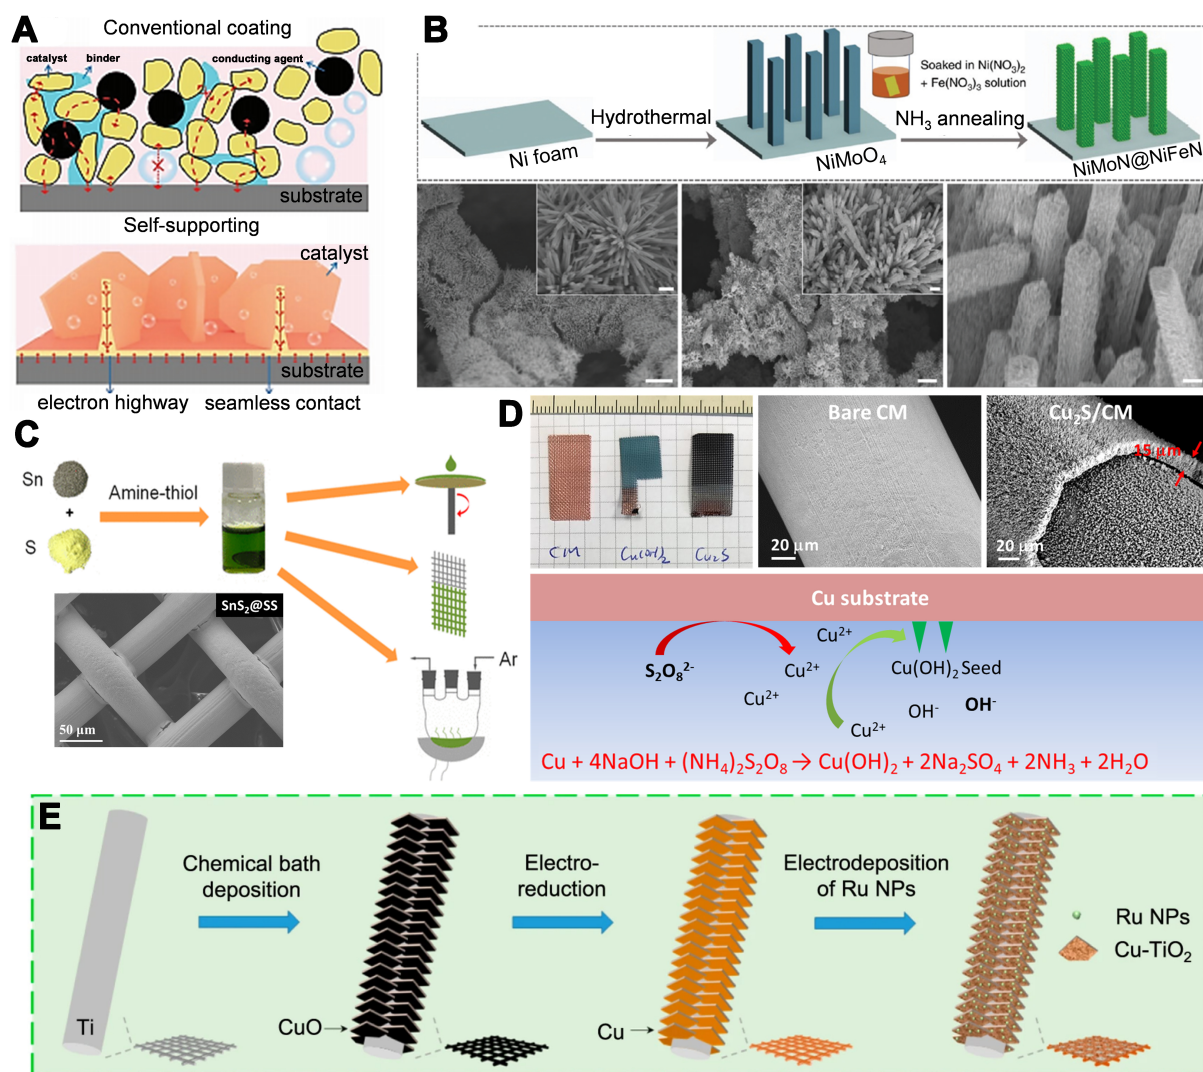 A
Conventional coating
catalyst
binder
conducting agent
substrate
Self-supporting
catalyst
substrate
electron highway
seamless contact
B
Ni foam
Hydrothermal
NiMoO₄
Soaked in Ni(NO₃)₂
+ Fe(NO₃)₃ solution
NH₃ annealing
NiMoN@NiFeN
C
Sn
+
S
Amine-thiol
SnS₂@SS
50 μm
Ar
D
CM
Cu(OH)₂
Cu₂S
Bare CM
20 μm
Cu₂S/CM
15 μm
20 μm
Cu substrate
S₂O₈²⁻
Cu²⁺
Cu²⁺
Cu²⁺
Cu²⁺
Cu(OH)₂ Seed
OH⁻
OH⁻
Cu + 4NaOH + (NH₄)₂S₂O₈ → Cu(OH)₂ + 2Na₂SO₄ + 2NH₃ + 2H₂O
E
Ti
Chemical bath
deposition
CuO
Electro-
reduction
Cu
Electrodeposition
of Ru NPs
Ru NPs
Cu-TiO₂